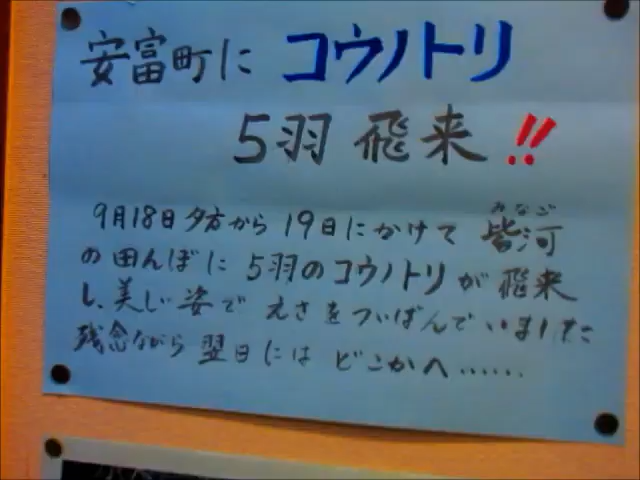 安富町に コウノトリ
5羽 飛来 !!
9月18日夕方から 19日にかけて 皆河
みなご
の田んぼに 5羽のコウノトリが 飛来
し、美しい姿で えさをついばんでいました
残念ながら 翌日には どこかへ……